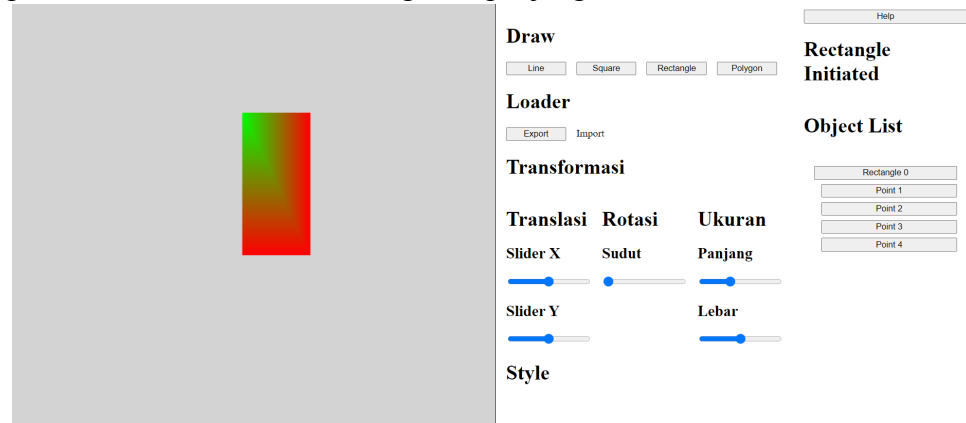 Draw
Line
Square
Rectangle
Polygon
Loader
Export
Import
Transformasi
Translasi
Rotasi
Ukuran
Slider X
Sudut
Panjang
Slider Y
Lebar
Style
Help
Rectangle
Initiated
Object List
Rectangle 0
Point 1
Point 2
Point 3
Point 4